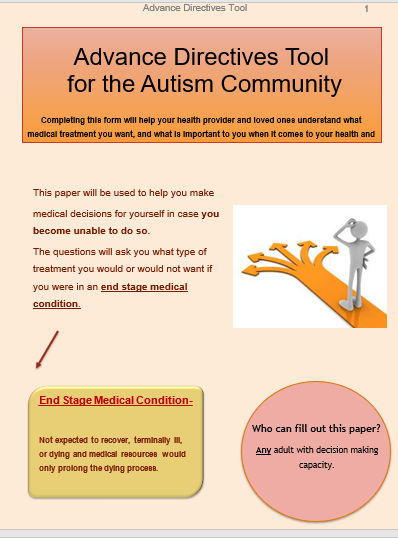 Advance Directives Tool
1
Advance Directives Tool
for the Autism Community
Completing this form will help your health provider and loved ones understand what
medical treatment you want, and what is important to you when it comes to your health and
This paper will be used to help you make
medical decisions for yourself in case you
become unable to do so.
The questions will ask you what type of
treatment you would or would not want if
you were in an end stage medical
condition.
End Stage Medical Condition-
Not expected to recover, terminally ill,
or dying and medical resources would
only prolong the dying process.
Who can fill out this paper?
Any adult with decision making
capacity.